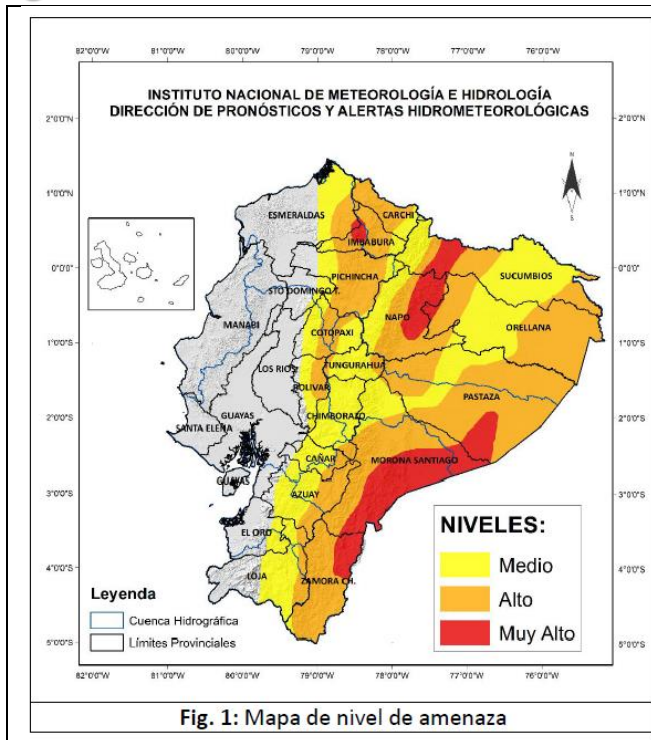 82°0'0"O 81°0'0"O 80°0'0"O 79°0'0"O 78°0'0"O 77°0'0"O 76°0'0"O
INSTITUTO NACIONAL DE METEOROLOGÍA E HIDROLOGÍA
DIRECCIÓN DE PRONÓSTICOS Y ALERTAS HIDROMETEOROLÓGICAS
2°0'0"N 2°0'0"N
N
S
1°0'0"N 1°0'0"N
ESMERALDAS CARCHI
IMBABURA
0°0'0" 0°0'0"
PICHINCHA SUCUMBIOS
STO DOMINGO T.
MANABI COTOPAXI NAPO ORELLANA
1°0'0"S 1°0'0"S
LOS RIOS TUNGURAHUA
BOLIVAR PASTAZA
2°0'0"S 2°0'0"S
GUAYAS CHIMBORAZO
SANTA ELENA
CAÑAR MORONA SANTIAGO
GUAYAS
3°0'0"S 3°0'0"S
AZUAY
EL ORO
NIVELES:
Medio
4°0'0"S 4°0'0"S
LOJA ZAMORA CH.
Alto
Muy Alto
Leyenda
Cuenca Hidrográfica
Límites Provinciales
5°0'0"S 5°0'0"S
82°0'0"O 81°0'0"O 80°0'0"O 79°0'0"O 78°0'0"O 77°0'0"O 76°0'0"O
Fig. 1: Mapa de nivel de amenaza